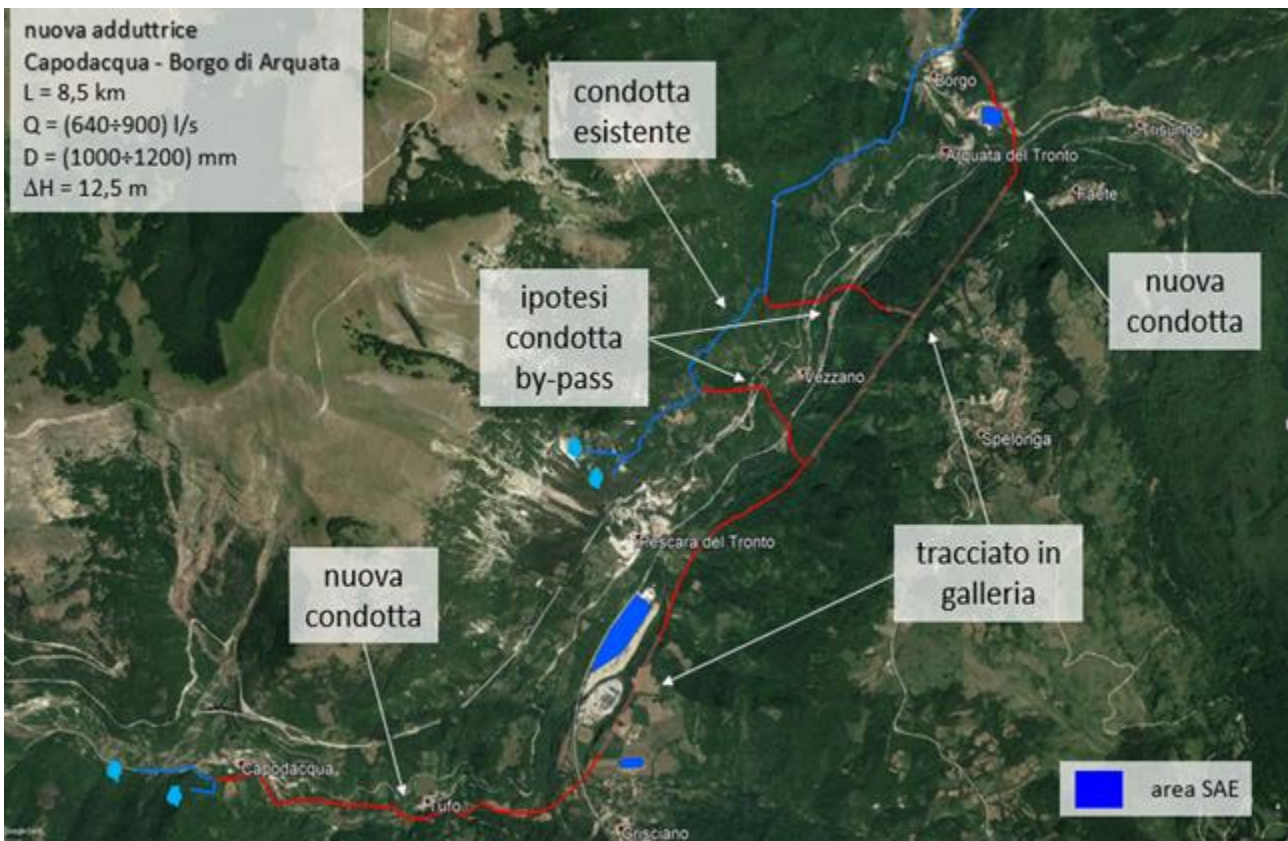 nuova adduttrice
Capodacqua - Borgo di Arquata
L = 8,5 km
Q = (640÷900) l/s
D = (1000÷1200) mm
ΔH = 12,5 m
condotta
esistente
Borgo
Trisungo
Arquata del Tronto
Faete
nuova
condotta
ipotesi
condotta
by-pass
Vezzano
Spelonga
Pescara del Tronto
tracciato in
galleria
nuova
condotta
Capodacqua
Tufo
Grisciano
area SAE